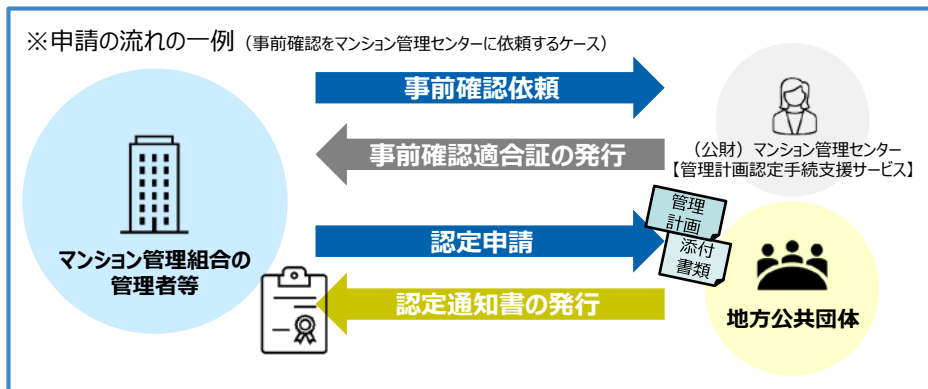 ※申請の流れの一例（事前確認をマンション管理センターに依頼するケース）
事前確認依頼
事前確認適合証の発行
（公財）マンション管理センター
【管理計画認定手続支援サービス】
マンション管理組合の
管理者等
認定申請
管理
計画
添付
書類
認定通知書の発行
地方公共団体